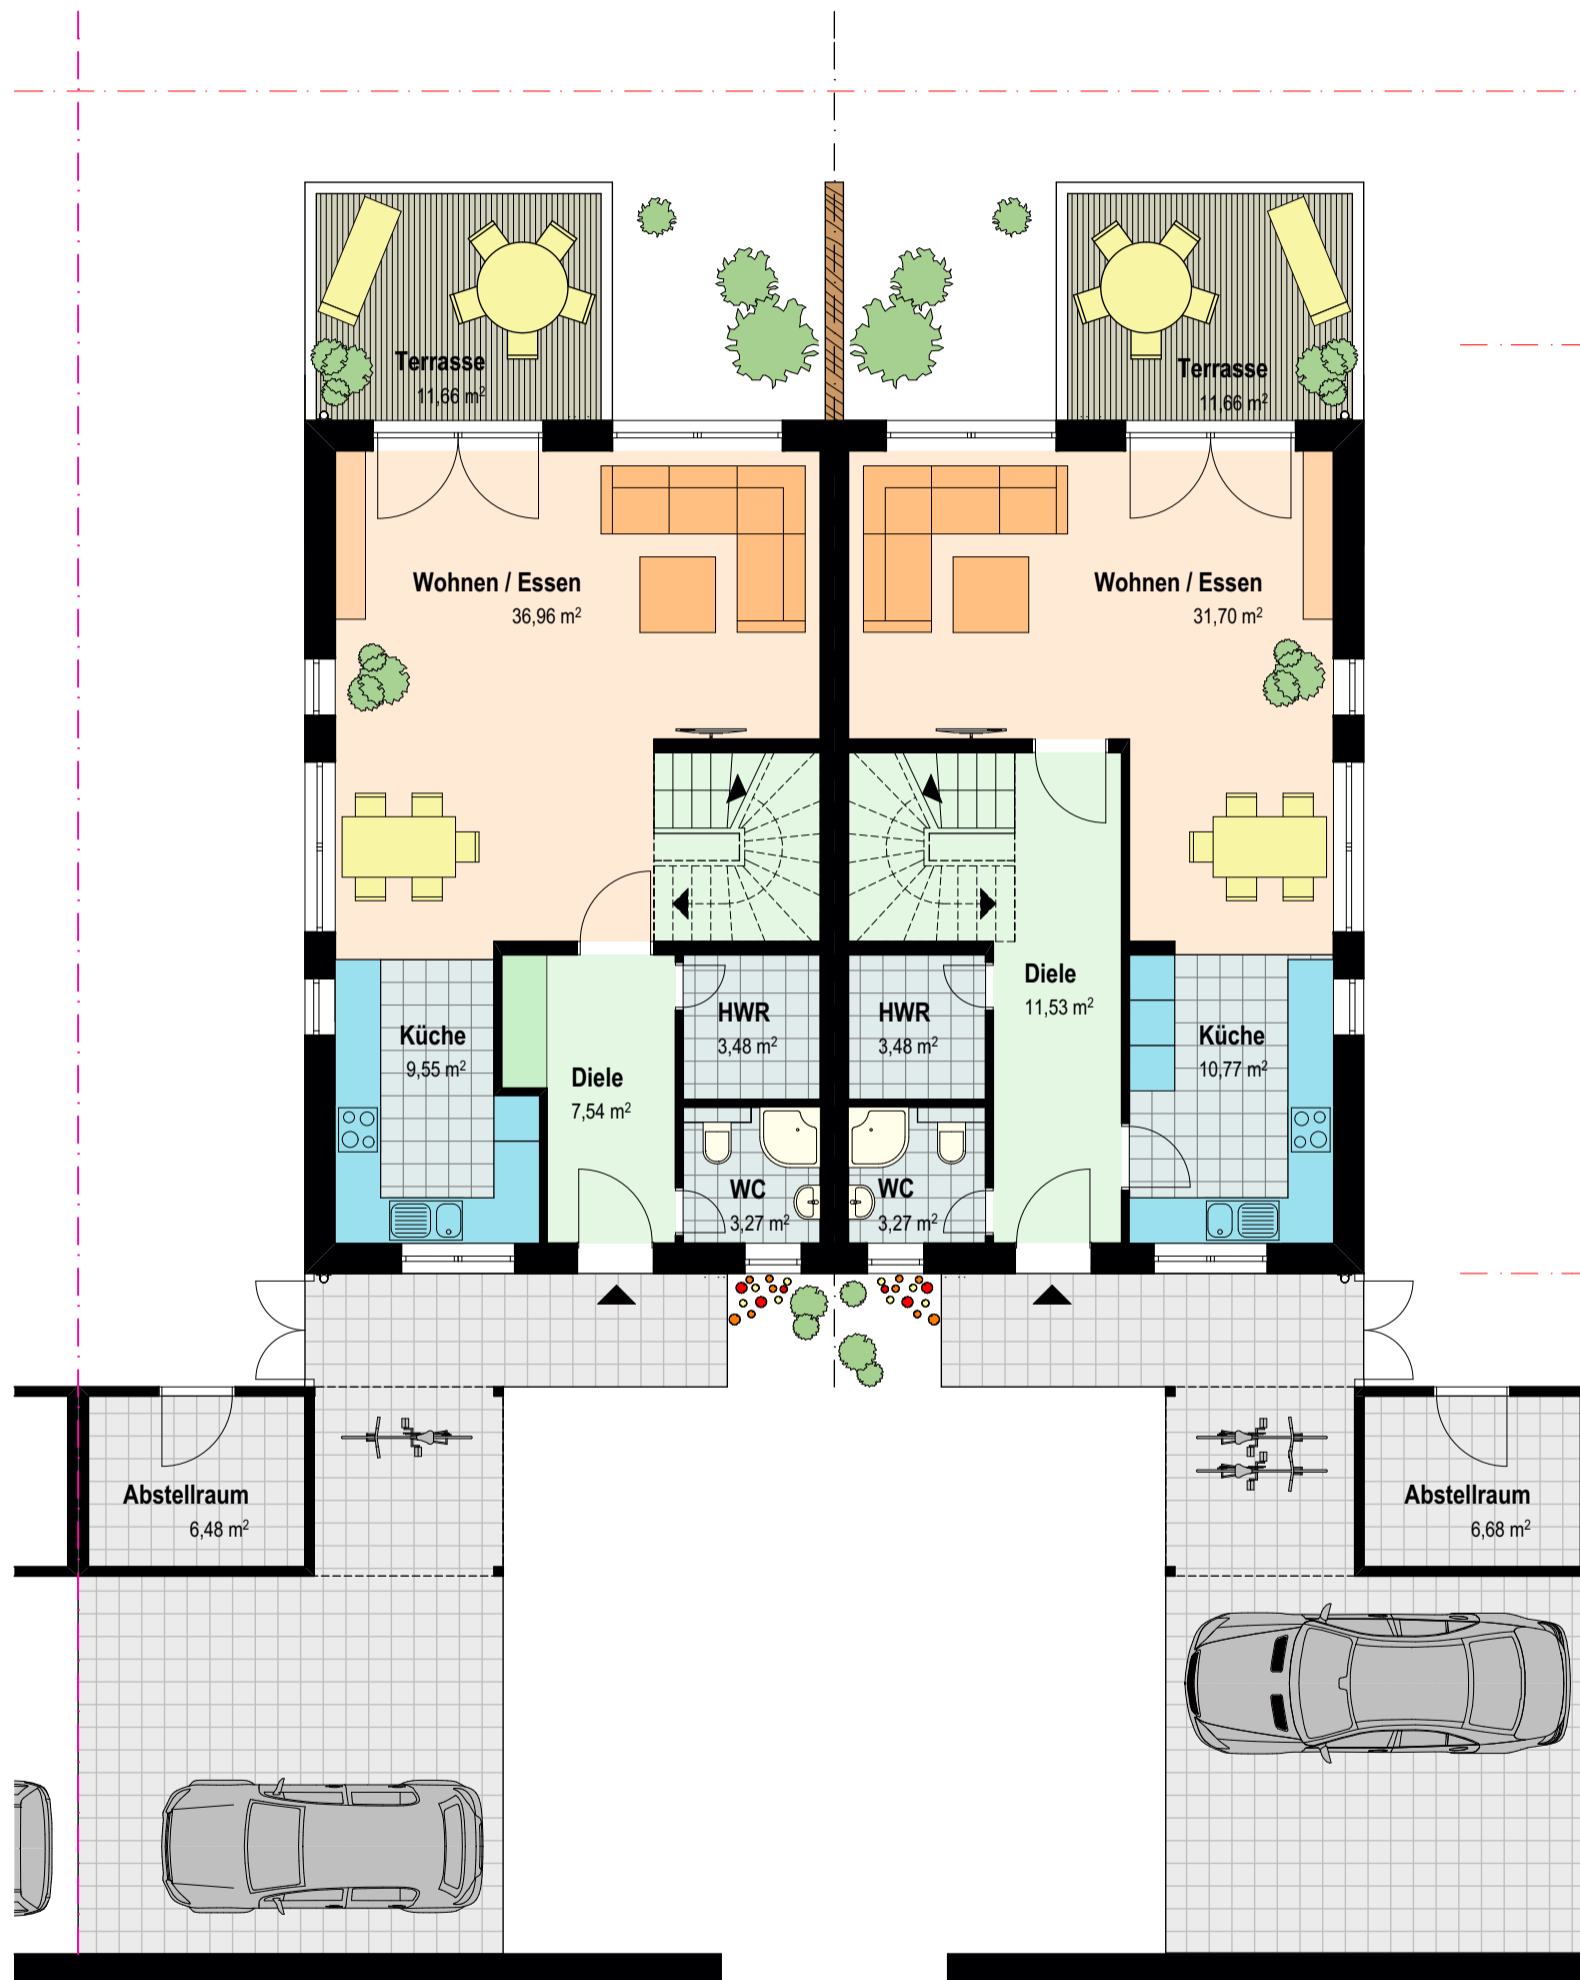 Terrasse
11,66 m²
Terrasse
11,66 m²
Wohnen / Essen
36,96 m²
Wohnen / Essen
31,70 m²
Diele
11,53 m²
HWR
3,48 m²
HWR
3,48 m²
Küche
9,55 m²
Küche
10,77 m²
Diele
7,54 m²
WC
3,27 m²
WC
3,27 m²
Abstellraum
6,48 m²
Abstellraum
6,68 m²